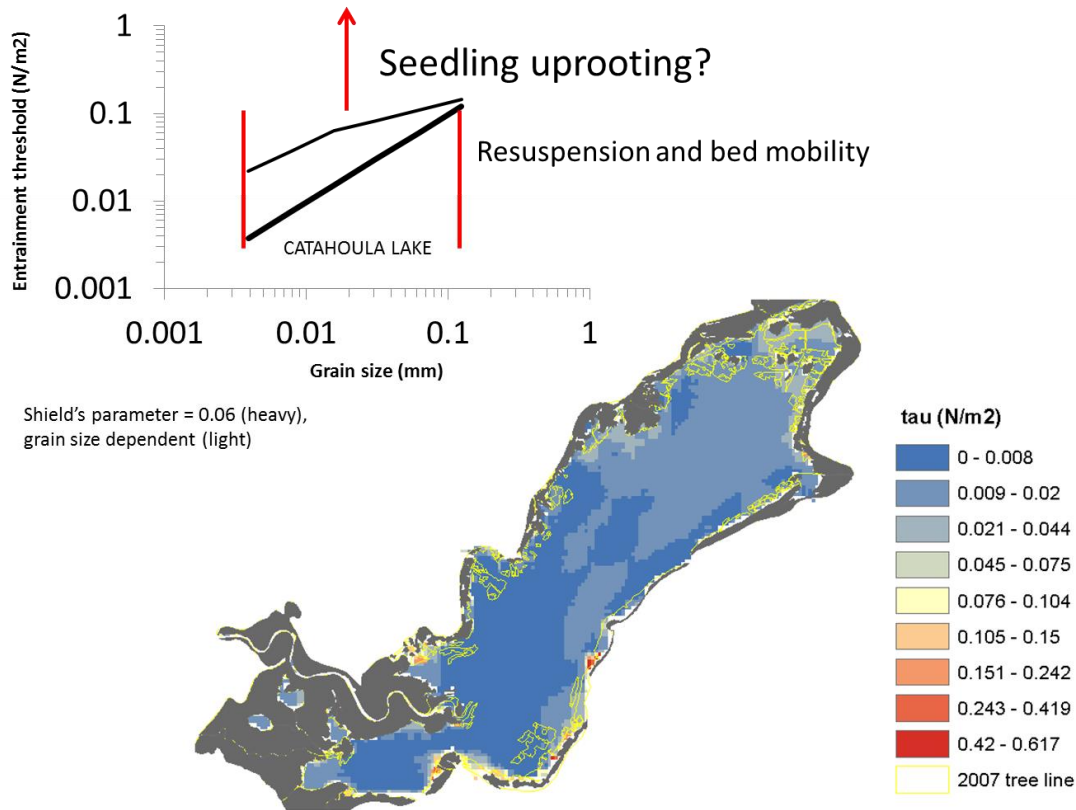 1
0.1
0.01
0.001
Entrainment threshold (N/m2)
Seedling uprooting?
Resuspension and bed mobility
CATAHOULA LAKE
0.001
0.01
0.1
1
Grain size (mm)
Shield's parameter = 0.06 (heavy),
grain size dependent (light)
tau (N/m2)
0 - 0.008
0.009 - 0.02
0.021 - 0.044
0.045 - 0.075
0.076 - 0.104
0.105 - 0.15
0.151 - 0.242
0.243 - 0.419
0.42 - 0.617
2007 tree line